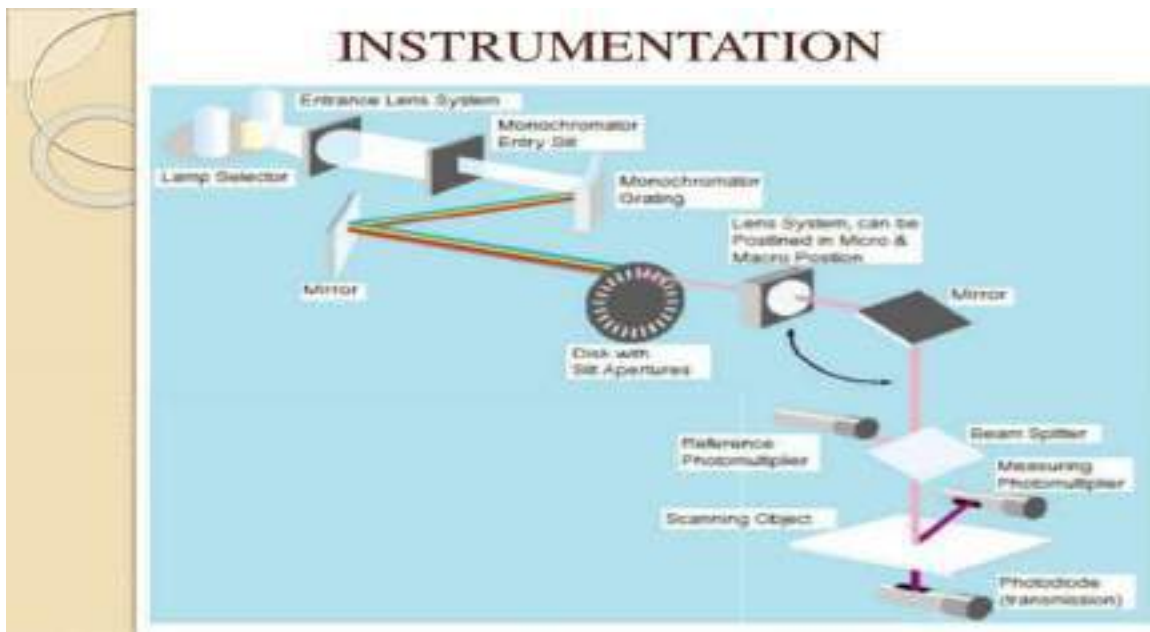 INSTRUMENTATION
Entrance Lens System
Monochromator
Entry Slit
Lamp Selector
Monochromator
Grating
Lens System, can be
Positined in Micro &
Macro Position
Mirror
Mirror
Disk with
Slit Apertures
Reference
Photomultiplier
Beam Splitter
Measuring
Photomultiplier
Scanning Object
Photodiode
(transmission)